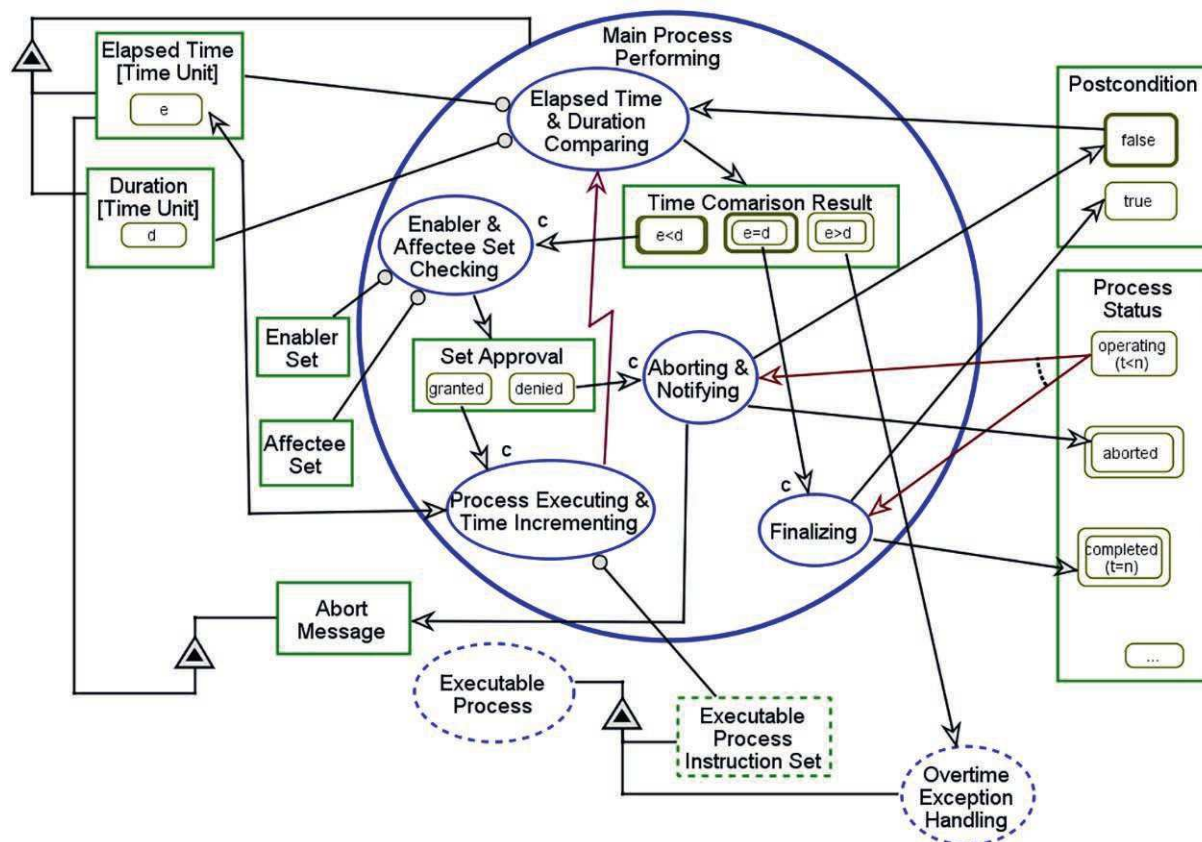 Main Process
Performing
Elapsed Time
[Time Unit]
e
Duration
[Time Unit]
d
Elapsed Time
& Duration
Comparing
Postcondition
false
true
Time Comarison Result
e<d
e=d
e>d
c
Enabler &
Affectee Set
Checking
Enabler
Set
Affectee
Set
Set Approval
granted
denied
c
Aborting &
Notifying
Process
Status
operating
(t<n)
aborted
completed
(t=n)
...
c
Process Executing &
Time Incrementing
c
Finalizing
Abort
Message
Executable
Process
Executable
Process
Instruction Set
Overtime
Exception
Handling